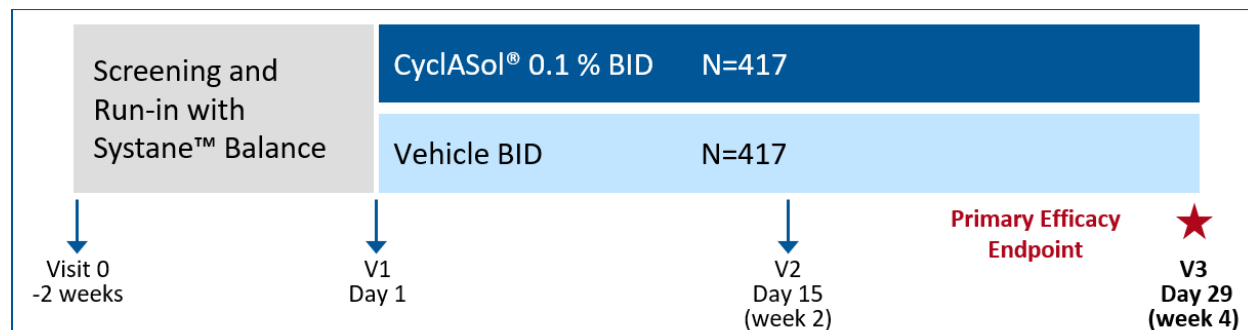 Screening and
Run-in with
Systane™ Balance
CyclASol® 0.1 % BID N=417
Vehicle BID N=417
Primary Efficacy
Endpoint
Visit 0
-2 weeks
V1
Day 1
V2
Day 15
(week 2)
V3
Day 29
(week 4)